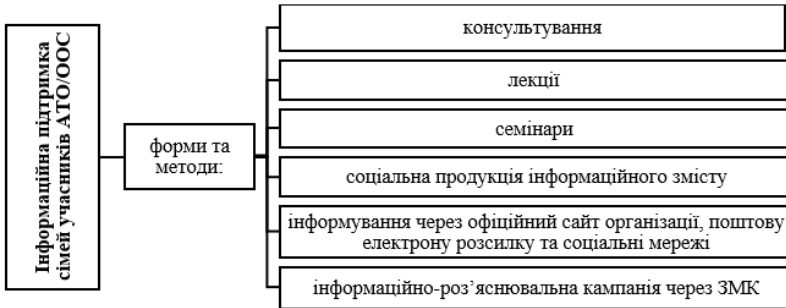 Інформаційна підтримка
сімей учасників АТО/ООС
форми та
методи:
консультування
лекції
семінари
соціальна продукція інформаційного змісту
інформування через офіційний сайт організації, поштову
електрону розсилку та соціальні мережі
інформаційно-роз’яснювальна кампанія через ЗМК